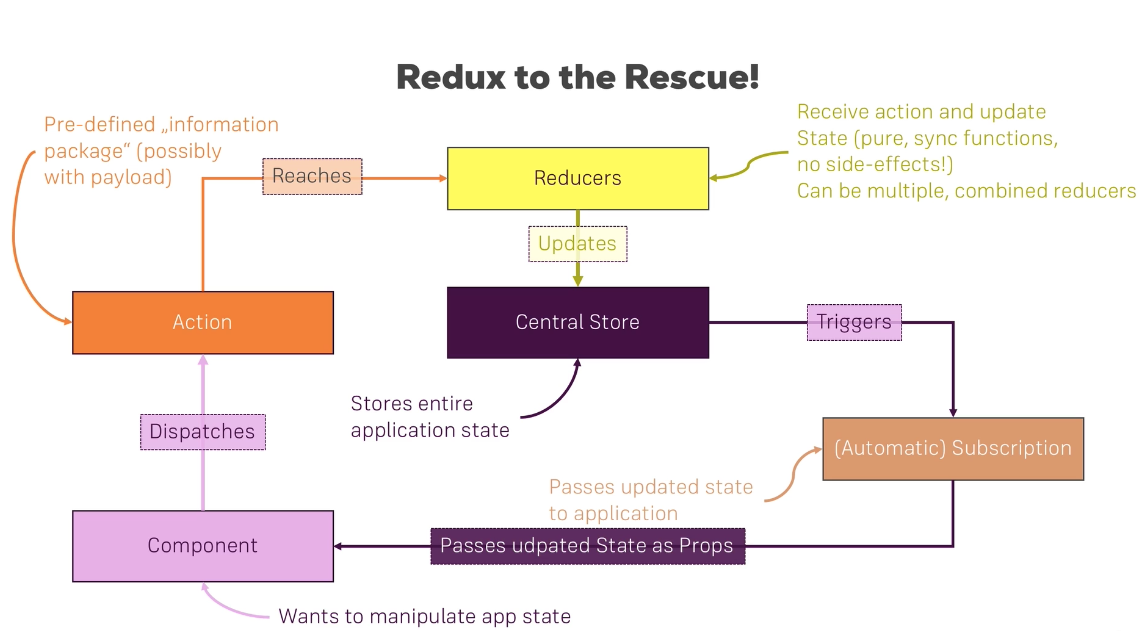 Redux to the Rescue!
Pre-defined „information
package“ (possibly
with payload)
Reaches
Reducers
Receive action and update
State (pure, sync functions,
no side-effects!)
Can be multiple, combined reducers
Updates
Action
Central Store
Triggers
Stores entire
application state
Dispatches
(Automatic) Subscription
Passes updated state
to application
Component
Passes udpated State as Props
Wants to manipulate app state